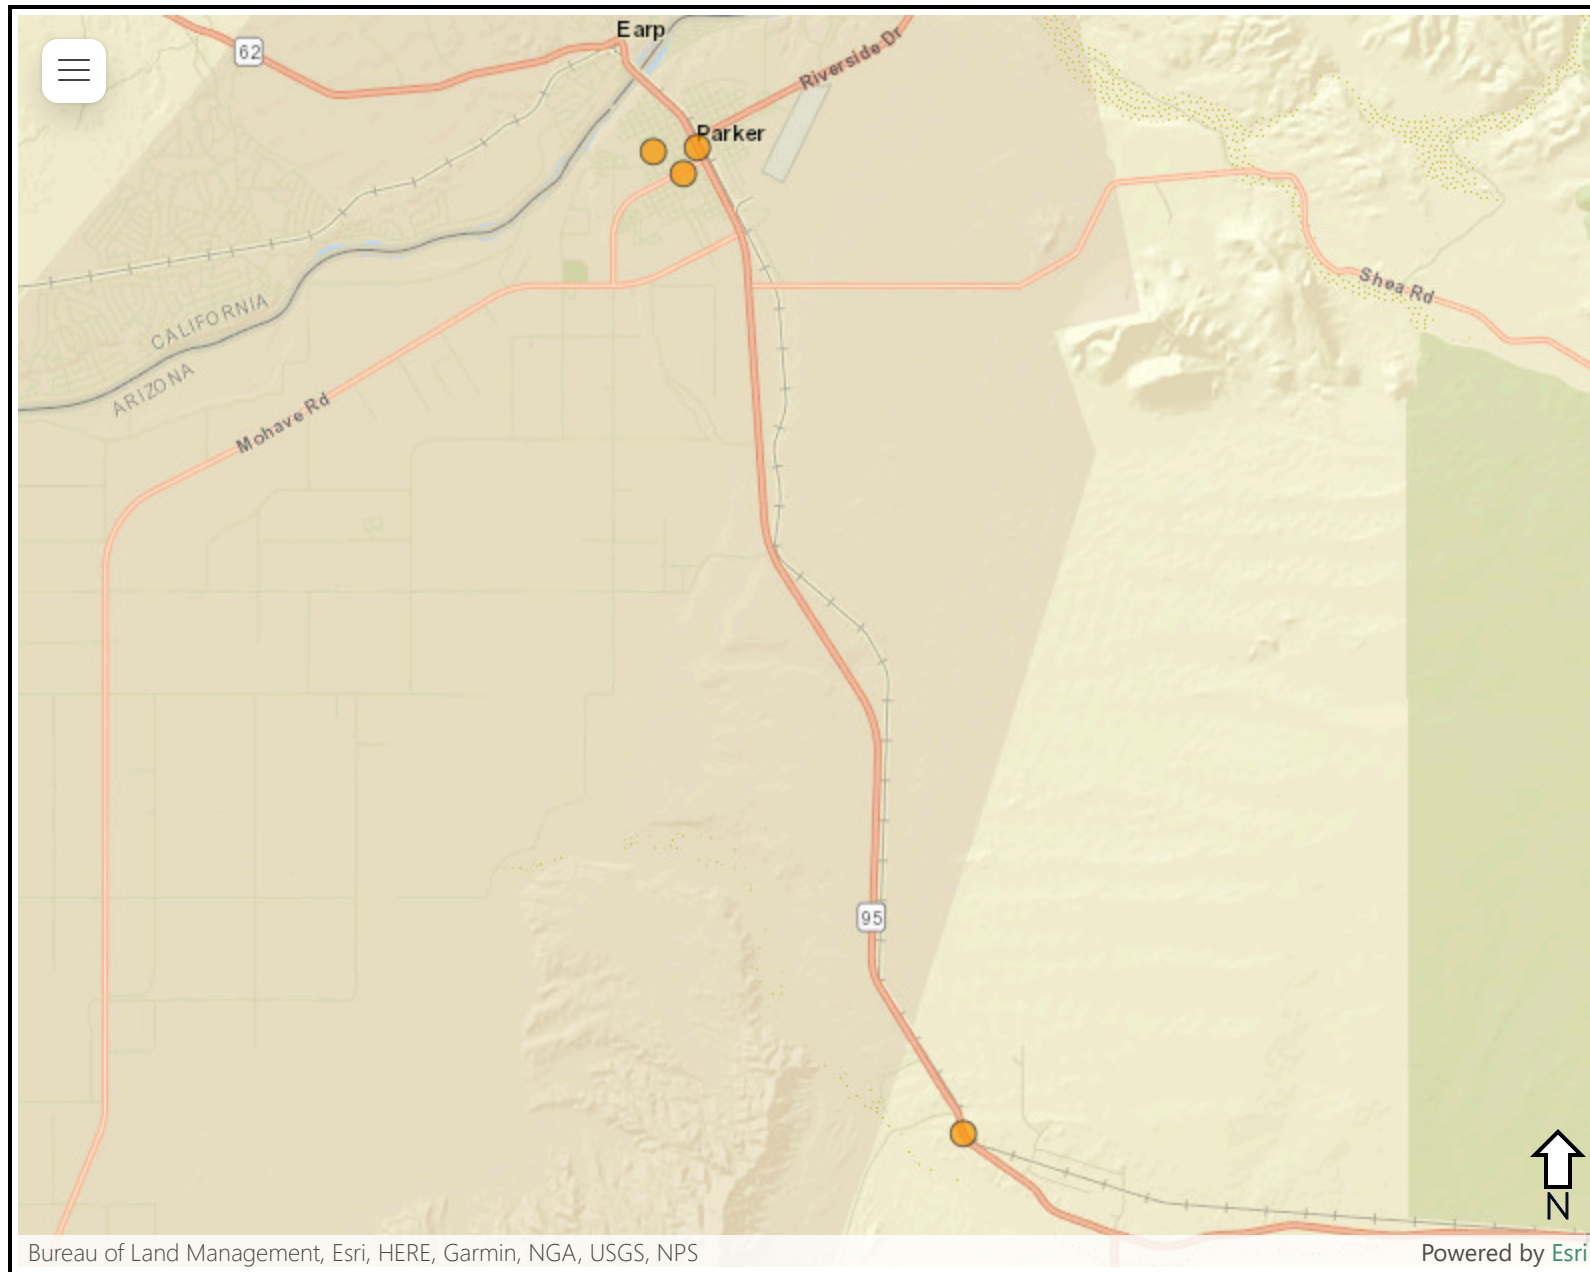 Earp
62
Riverside Dr
Parker
Shea Rd
CALIFORNIA
ARIZONA
Mohave Rd
95
N
Bureau of Land Management, Esri, HERE, Garmin, NGA, USGS, NPS
Powered by Esri